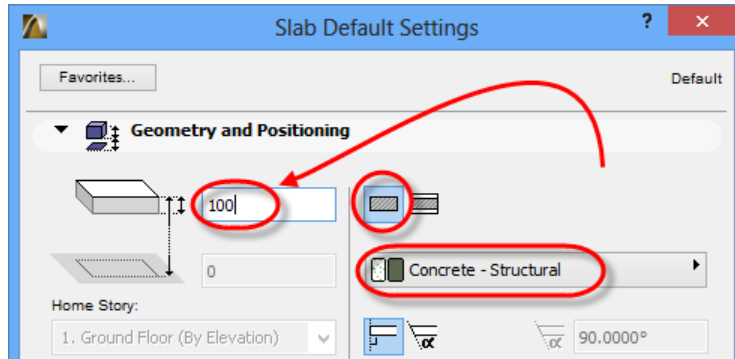 Slab Default Settings
?
×
Favorites...
Default
Geometry and Positioning
100
0
Concrete - Structural
Home Story:
1. Ground Floor (By Elevation)
α
α
90.0000°